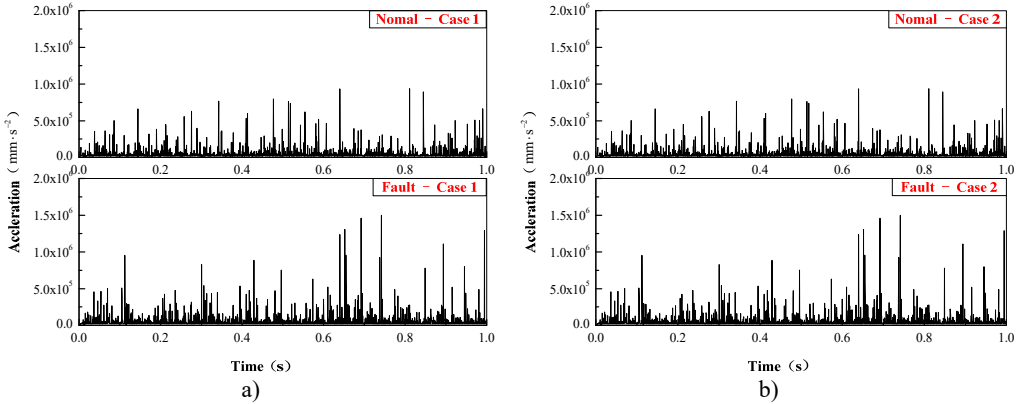 2.0x10⁶
Nomal － Case 1
1.5x10⁶
1.0x10⁶
5.0x10⁵
0.0
0.0 0.2 0.4 0.6 0.8 1.0
2.0x10⁶
Fault － Case 1
1.5x10⁶
1.0x10⁶
5.0x10⁵
0.0
0.0 0.2 0.4 0.6 0.8 1.0
Accleration（mm·s⁻²）
Time（s）
a)
2.0x10⁶
Nomal － Case 2
1.5x10⁶
1.0x10⁶
5.0x10⁵
0.0
0.0 0.2 0.4 0.6 0.8 1.0
2.0x10⁶
Fault － Case 2
1.5x10⁶
1.0x10⁶
5.0x10⁵
0.0
0.0 0.2 0.4 0.6 0.8 1.0
Accleration（mm·s⁻²）
Time（s）
b)